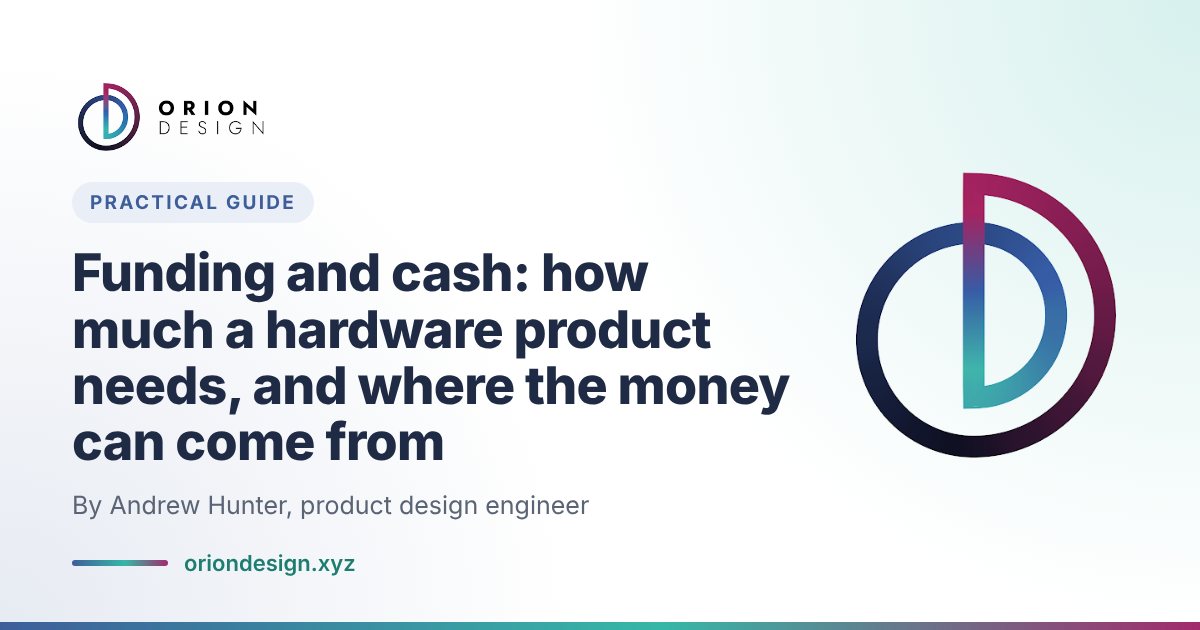 ORION
DESIGN
PRACTICAL GUIDE
Funding and cash: how
much a hardware product
needs, and where the money
can come from
By Andrew Hunter, product design engineer
oriondesign.xyz